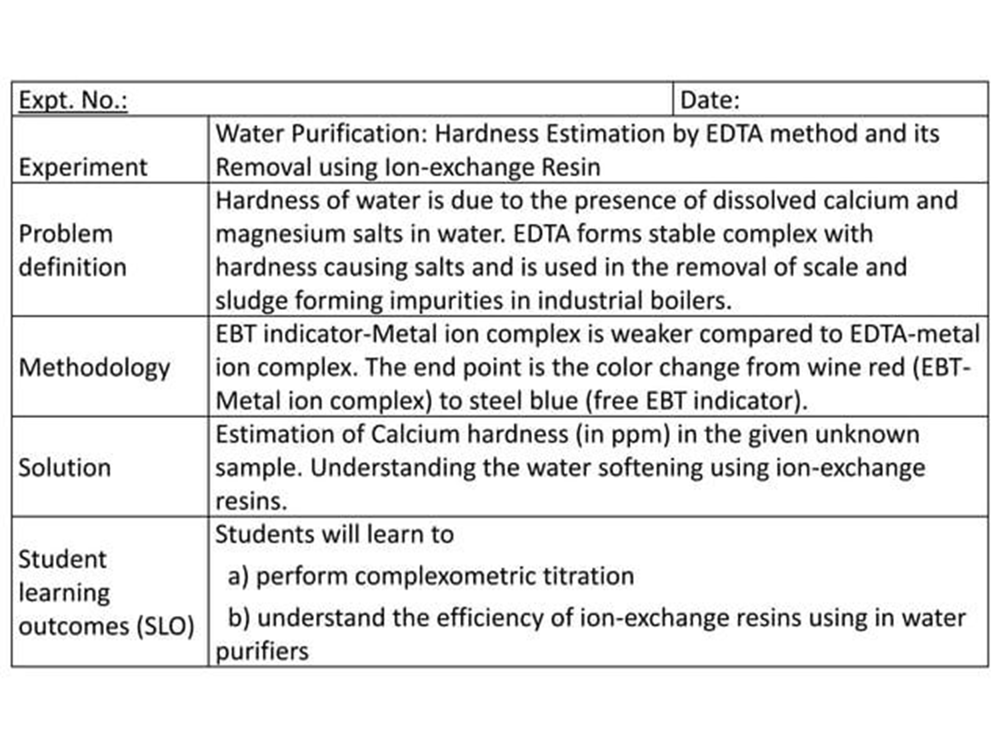 Expt. No.:
Date:
Experiment
Water Purification: Hardness Estimation by EDTA method and its
Removal using Ion-exchange Resin
Problem
definition
Hardness of water is due to the presence of dissolved calcium and
magnesium salts in water. EDTA forms stable complex with
hardness causing salts and is used in the removal of scale and
sludge forming impurities in industrial boilers.
Methodology
EBT indicator-Metal ion complex is weaker compared to EDTA-metal
ion complex. The end point is the color change from wine red (EBT-
Metal ion complex) to steel blue (free EBT indicator).
Solution
Estimation of Calcium hardness (in ppm) in the given unknown
sample. Understanding the water softening using ion-exchange
resins.
Student
learning
outcomes (SLO)
Students will learn to
a) perform complexometric titration
b) understand the efficiency of ion-exchange resins using in water
purifiers